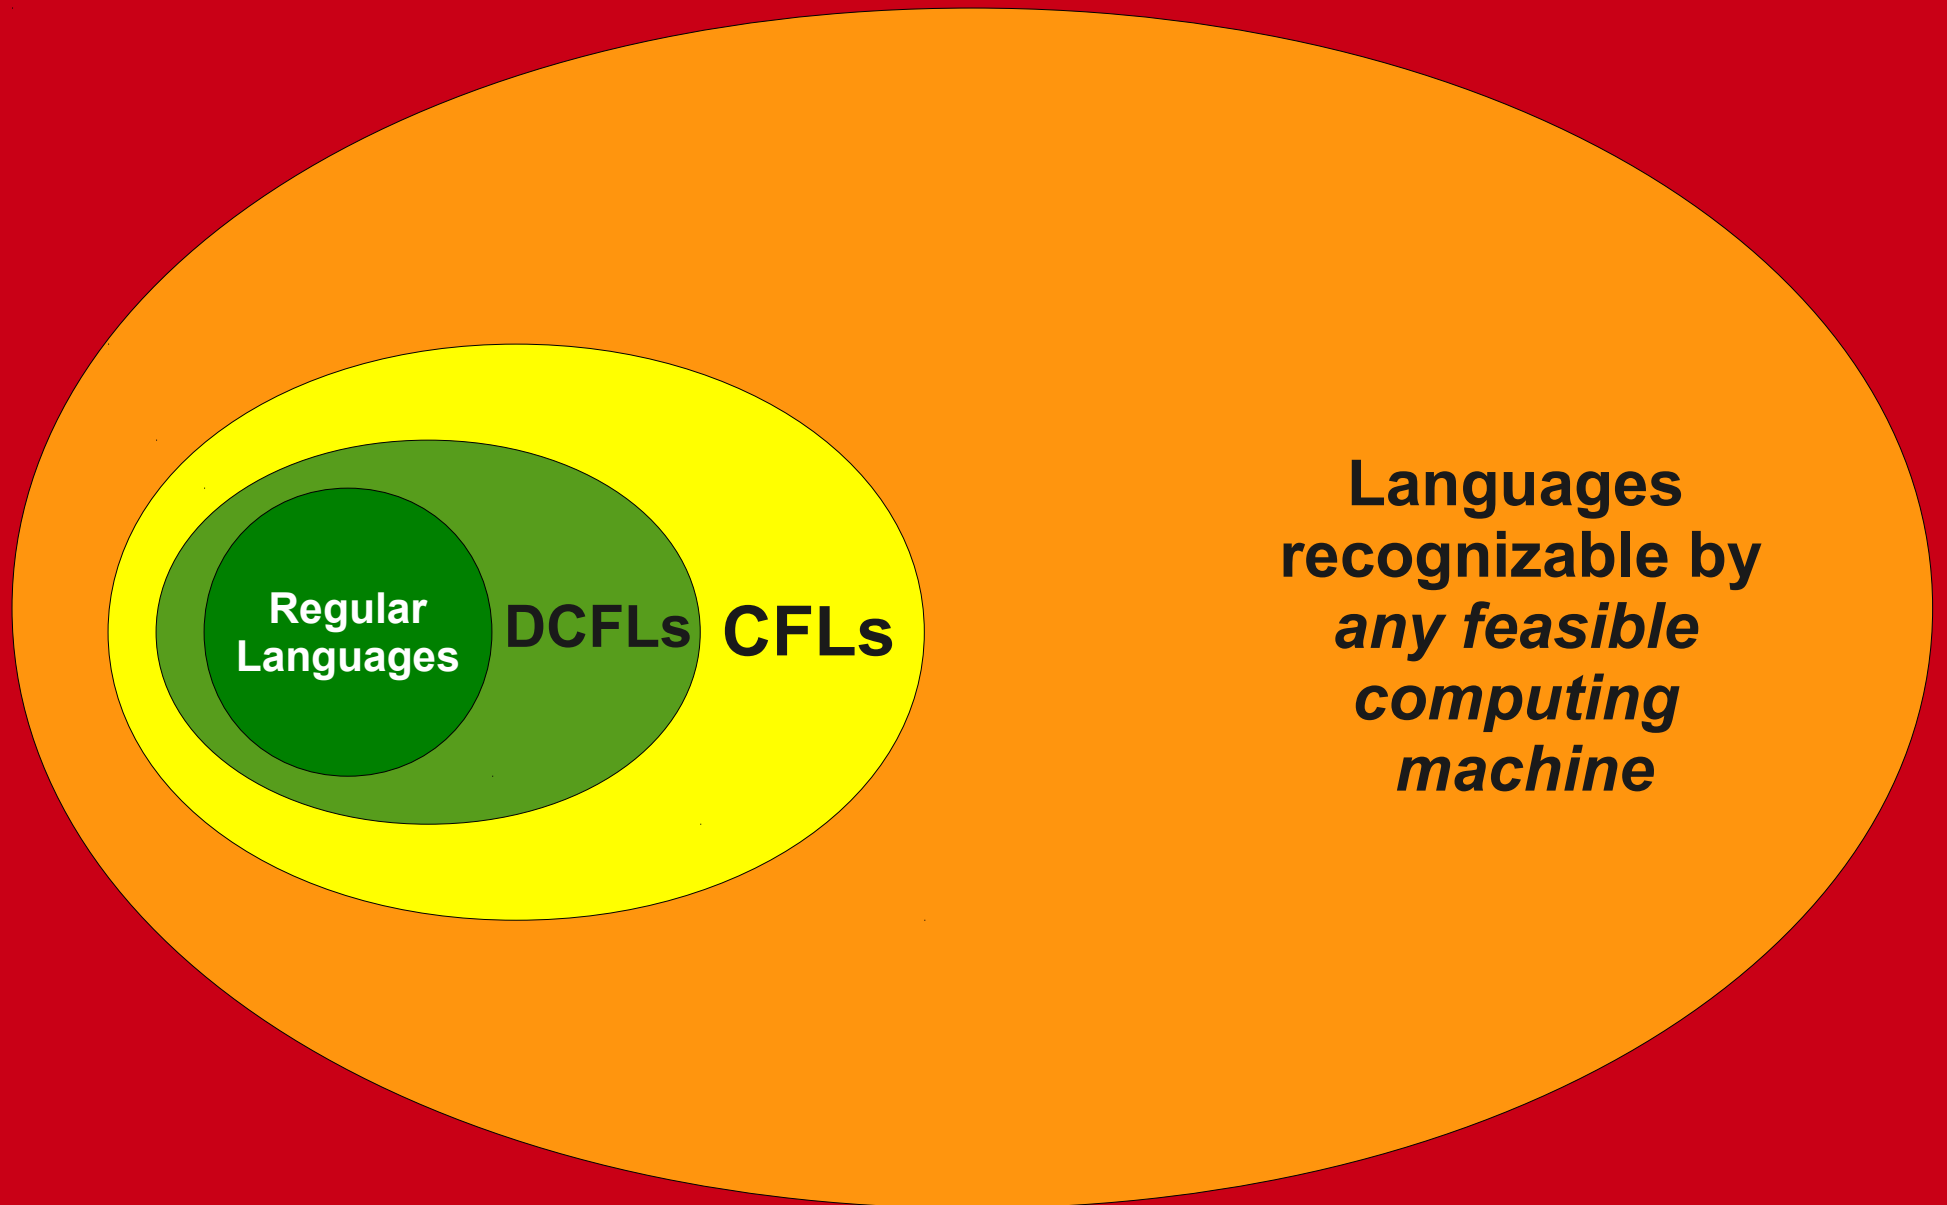 Regular
Languages
DCFLs
CFLs
Languages
recognizable by
any feasible
computing
machine